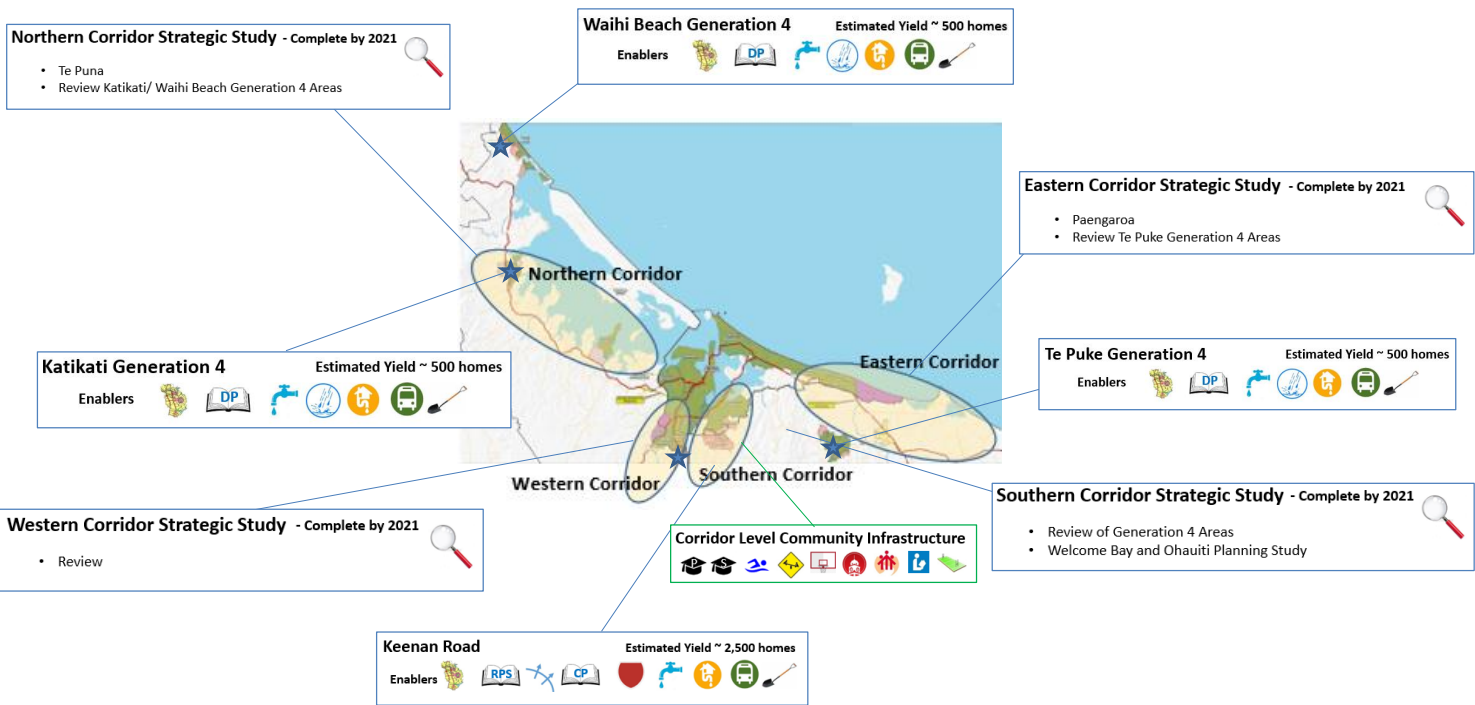 Northern Corridor Strategic Study - Complete by 2021
• Te Puna
• Review Katikati/ Waihi Beach Generation 4 Areas
Waihi Beach Generation 4 Estimated Yield ~ 500 homes
Enablers DP
Eastern Corridor Strategic Study - Complete by 2021
• Paengaroa
• Review Te Puke Generation 4 Areas
Northern Corridor
Katikati Generation 4 Estimated Yield ~ 500 homes
Enablers DP
Eastern Corridor
Te Puke Generation 4 Estimated Yield ~ 500 homes
Enablers DP
Western Corridor
Southern Corridor
Southern Corridor Strategic Study - Complete by 2021
• Review of Generation 4 Areas
• Welcome Bay and Ohauiti Planning Study
Western Corridor Strategic Study - Complete by 2021
• Review
Corridor Level Community Infrastructure
P S
Keenan Road Estimated Yield ~ 2,500 homes
Enablers RPS CP